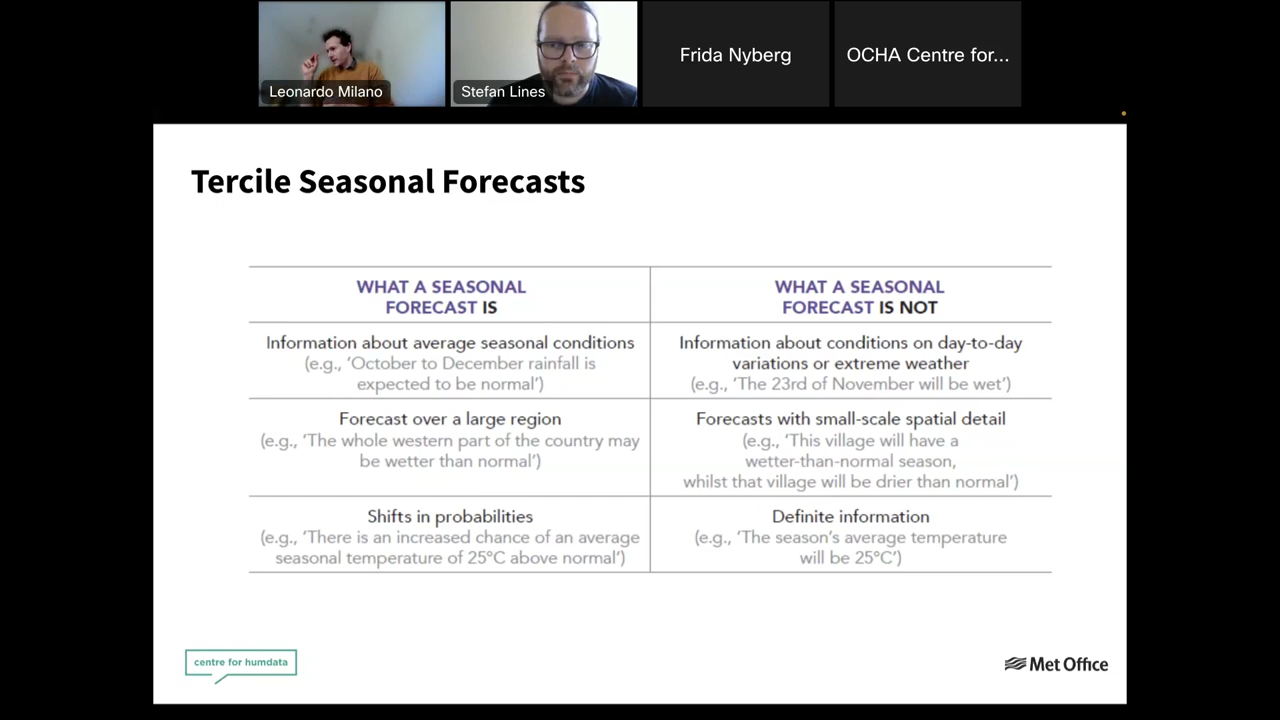 Leonardo Milano
Stefan Lines
Frida Nyberg
OCHA Centre for...
Tercile Seasonal Forecasts
WHAT A SEASONAL
FORECAST IS
WHAT A SEASONAL
FORECAST IS NOT
Information about average seasonal conditions
(e.g., ‘October to December rainfall is
expected to be normal’)
Information about conditions on day-to-day
variations or extreme weather
(e.g., ‘The 23rd of November will be wet’)
Forecast over a large region
(e.g., ‘The whole western part of the country may
be wetter than normal’)
Forecasts with small-scale spatial detail
(e.g., ‘This village will have a
wetter-than-normal season,
whilst that village will be drier than normal’)
Shifts in probabilities
(e.g., ‘There is an increased chance of an average
seasonal temperature of 25°C above normal’)
Definite information
(e.g., ‘The season’s average temperature
will be 25°C’)
centre for humdata
Met Office